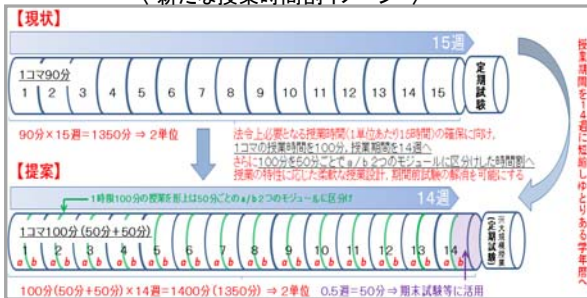 (新たな授業時間割イメージ)
【現状】
15週
1コマ90分
1 2 3 4 5 6 7 8 9 10 11 12 13 14 15
定期試験
90分×15週=1350分 ⇒ 2単位
法令上必要となる授業時間(1単位あたり15時間)の確保に向け、
1コマの授業時間を100分、授業期間を14週へ
さらに100分を50分ごとでa/b 2つのモジュールに区分けした時間割へ
授業の特性に応じた柔軟な授業設計、期間前試験の解消を可能にする
授業期間を14週に短縮しゆとりある学年暦へ
【提案】
1時限100分の授業を形上は50分ごとのa/b 2つのモジュールに区分け
14週
1コマ100分(50分+50分)
1 2 3 4 5 6 7 8 9 10 11 12 13 14
a b a b a b a b a b a b a b a b a b a b a b a b a b a b
※大規模授業
(定期試験)
100分(50分+50分)×14週=1400分(1350分) ⇒ 2単位
0.5週=50分⇒期末試験等に活用